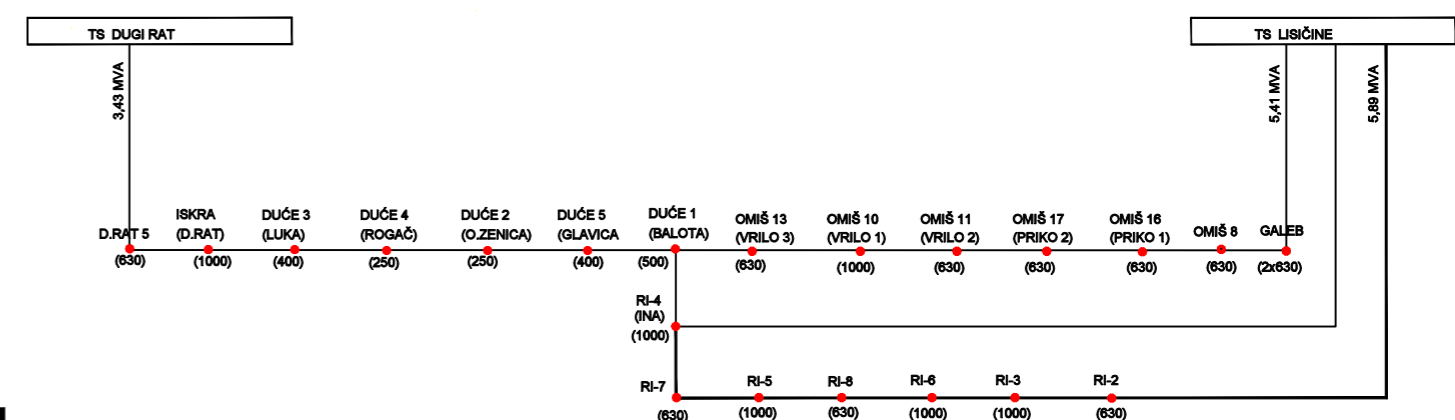 TS DUGI RAT
TS LISIČINE
3,43 MVA
5,41 MVA
5,89 MVA
D.RAT 5
(630)
ISKRA
(D.RAT)
(1000)
DUĆE 3
(LUKA)
(400)
DUĆE 4
(ROGAČ)
(250)
DUĆE 2
(O.ZENICA)
(250)
DUĆE 5
(GLAVICA
(400)
DUĆE 1
(BALOTA)
(500)
OMIŠ 13
(VRILO 3)
(630)
OMIŠ 10
(VRILO 1)
(1000)
OMIŠ 11
(VRILO 2)
(630)
OMIŠ 17
(PRIKO 2)
(630)
OMIŠ 16
(PRIKO 1)
(630)
OMIŠ 8
(630)
GALEB
(2x630)
RI-4
(INA)
(1000)
RI-7
(630)
RI-5
(1000)
RI-8
(630)
RI-6
(1000)
RI-3
(1000)
RI-2
(630)